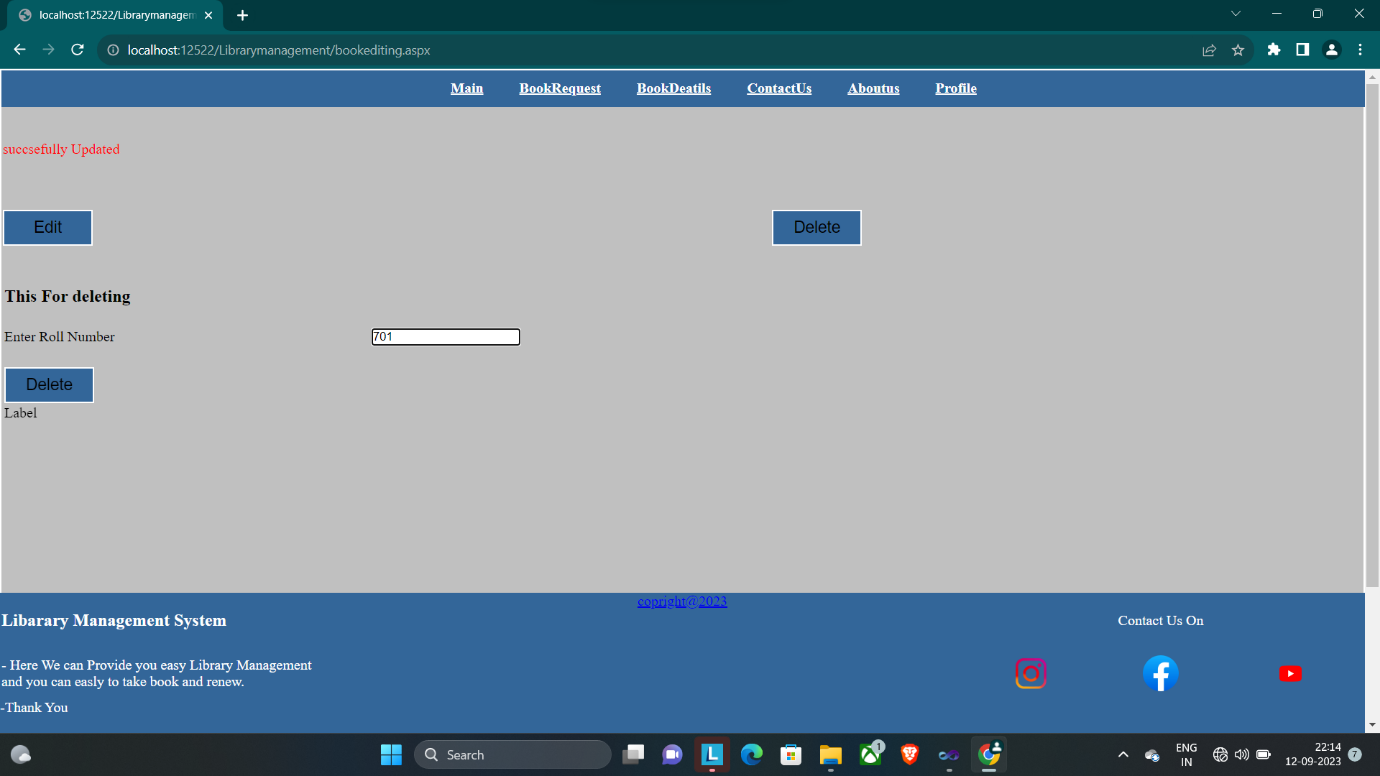 localhost:12522/Librarymanagem
localhost:12522/Librarymanagement/bookediting.aspx
Main BookRequest BookDeatils ContactUs Aboutus Profile
succsefully Updated
Edit Delete
This For deleting
Enter Roll Number 701
Delete
Label
copright@2023
Libarary Management System Contact Us On
- Here We can Provide you easy Library Management
and you can easly to take book and renew.
-Thank You
Search 1 ENG 22:14
IN 12-09-2023 7